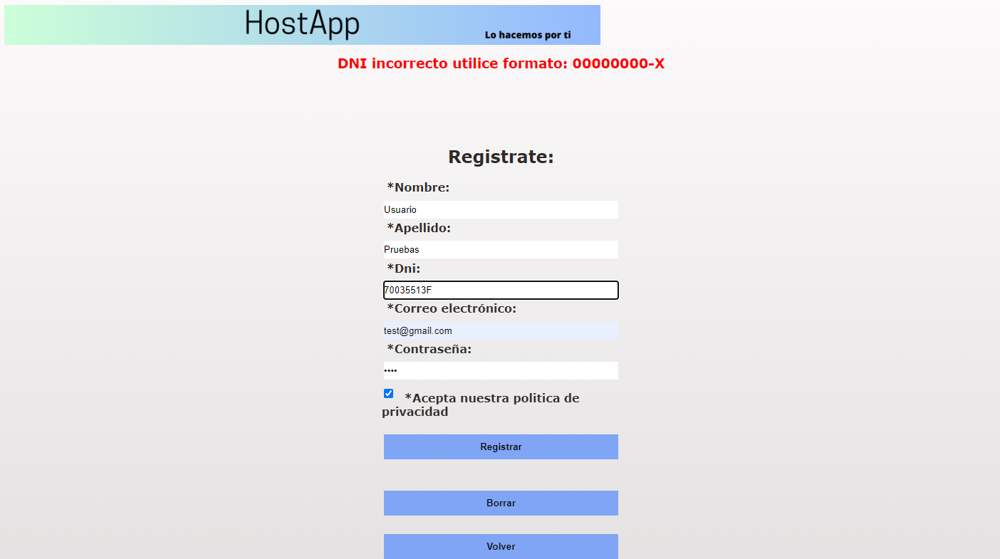 HostApp
Lo hacemos por ti
DNI incorrecto utilice formato: 00000000-X
Registrate:
*Nombre:
Usuario
*Apellido:
Pruebas
*Dni:
70035513F
*Correo electrónico:
test@gmail.com
*Contraseña:
••••
*Acepta nuestra politica de
privacidad
Registrar
Borrar
Volver